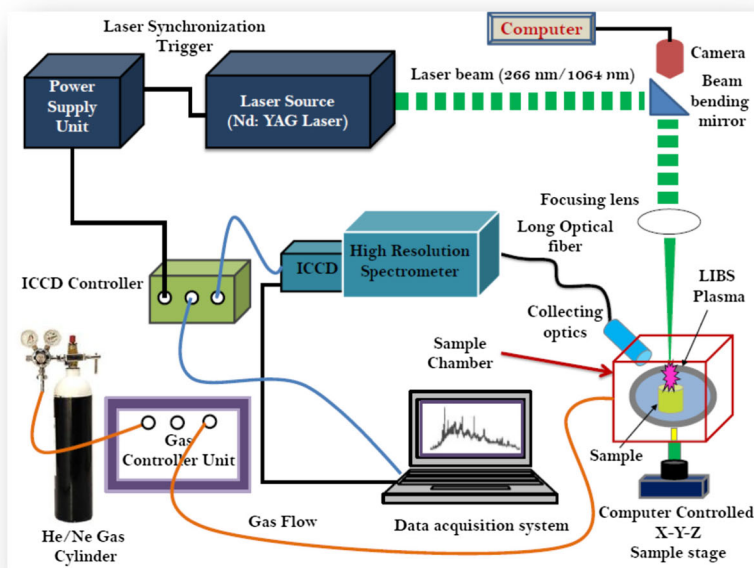 Laser Synchronization
Trigger
Computer
Camera
Power
Supply
Unit
Laser Source
(Nd: YAG Laser)
Laser beam (266 nm/1064 nm)
Beam
bending
mirror
Focusing lens
Long Optical
fiber
ICCD
High Resolution
Spectrometer
ICCD Controller
LIBS
Plasma
Collecting
optics
Sample
Chamber
Gas
Controller Unit
Sample
He/Ne Gas
Cylinder
Gas Flow
Data acquisition system
Computer Controlled
X-Y-Z
Sample stage